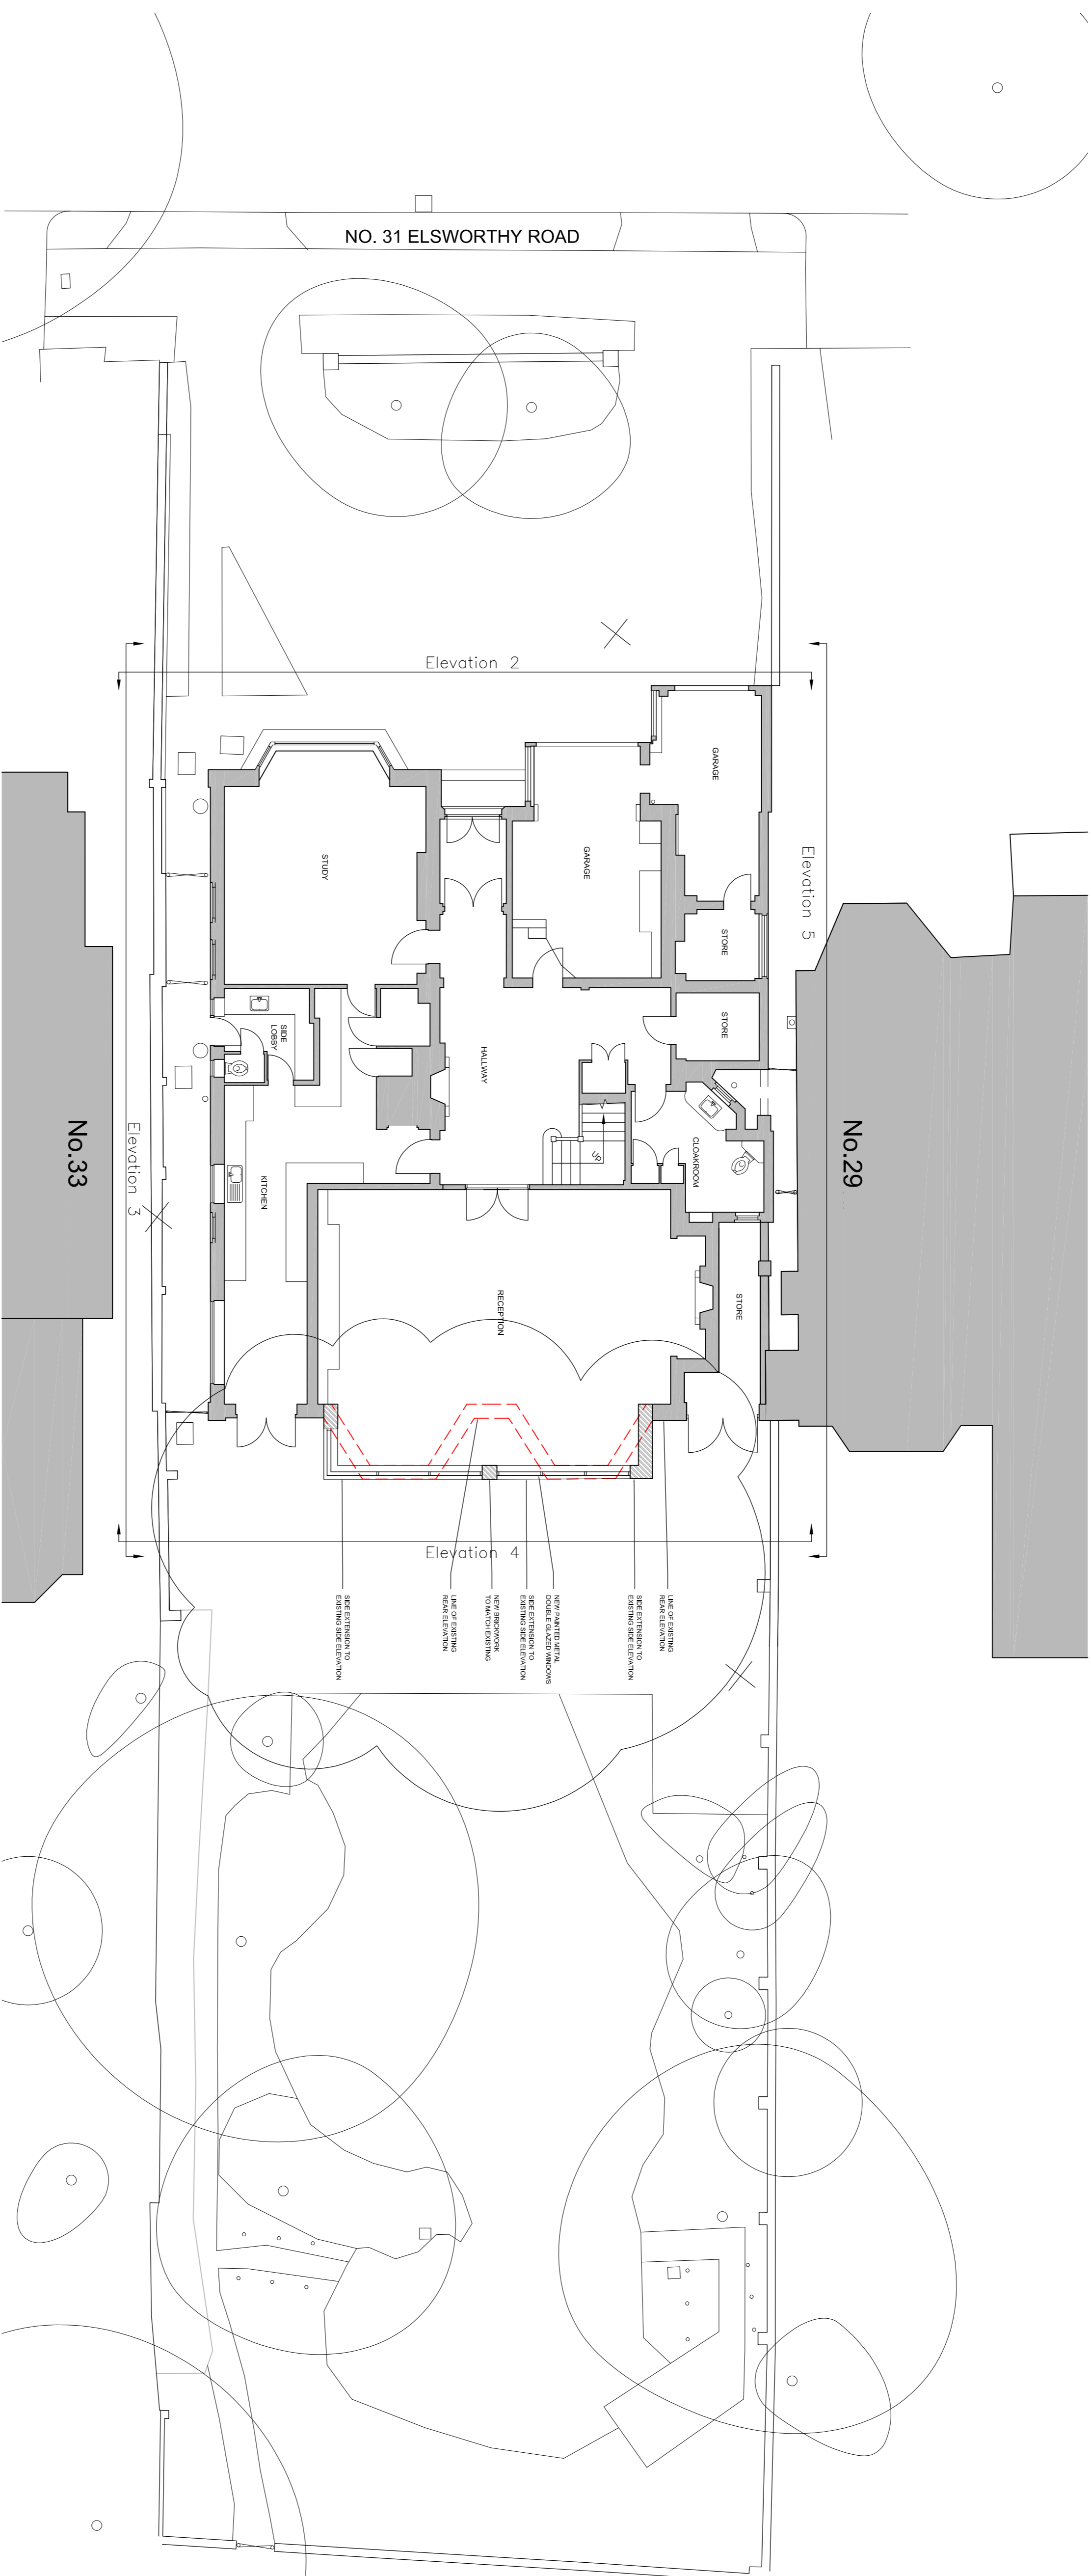 NO. 31 ELSWORTHY ROAD
Elevation 2
GARAGE
GARAGE
STUDY
Elevation 5
STORE
STORE
SIDE
LOBBY
HALLWAY
UP
CLOAKROOM
No.33
Elevation 3
KITCHEN
No.29
RECEPTION
STORE
Elevation 4
SIDE EXTENSION TO
EXISTING SIDE ELEVATION
LINE OF EXISTING
REAR ELEVATION
NEW BRICKWORK
TO MATCH EXISTING
SIDE EXTENSION TO
EXISTING SIDE ELEVATION
NEW PAINTED METAL
DOUBLE GLAZED WINDOWS
SIDE EXTENSION TO
EXISTING SIDE ELEVATION
LINE OF EXISTING
REAR ELEVATION